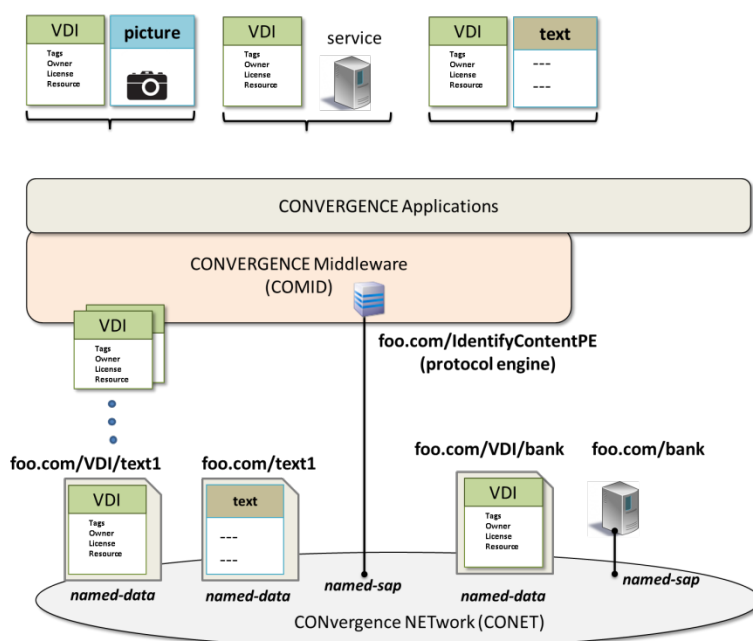 VDI
Tags
Owner
License
Resource
picture
VDI
Tags
Owner
License
Resource
service
VDI
Tags
Owner
License
Resource
text
---
---
CONVERGENCE Applications
CONVERGENCE Middleware
(COMID)
VDI
Tags
Owner
License
Resource
foo.com/IdentifyContentPE
(protocol engine)
foo.com/VDI/text1
foo.com/text1
foo.com/VDI/bank
foo.com/bank
VDI
Tags
Owner
License
Resource
text
---
---
VDI
Tags
Owner
License
Resource
named-data
named-data
named-sap
named-data
named-sap
CONvergence NETwork (CONET)